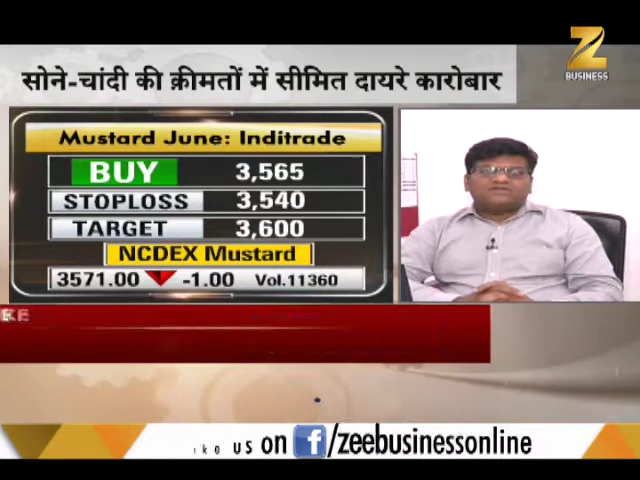 Z
BUSINESS
सोने-चांदी की क़ीमतों में सीमित दायरे कारोबार
Mustard June: Inditrade
BUY 3,565
STOPLOSS 3,540
TARGET 3,600
NCDEX Mustard
3571.00 -1.00 Vol.11360
us on f/zeebusinessonline